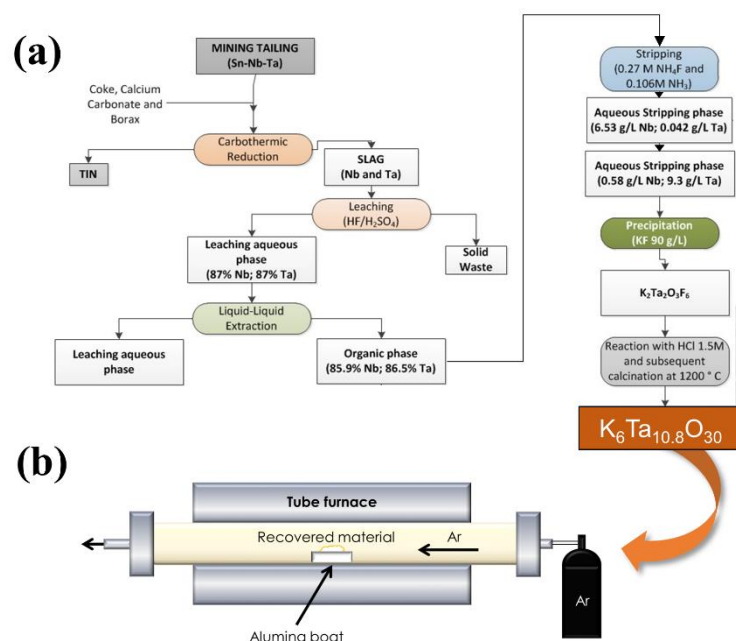 (a)
MINING TAILING
(Sn-Nb-Ta)
Coke, Calcium
Carbonate and
Borax
Carbothermic
Reduction
TIN
SLAG
(Nb and Ta)
Leaching
(HF/H₂SO₄)
Leaching aqueous
phase
(87% Nb; 87% Ta)
Solid
Waste
Liquid-Liquid
Extraction
Leaching aqueous
phase
Organic phase
(85.9% Nb; 86.5% Ta)
Stripping
(0.27 M NH₄F and
0.106M NH₃)
Aqueous Stripping phase
(6.53 g/L Nb; 0.042 g/L Ta)
Aqueous Stripping phase
(0.58 g/L Nb; 9.3 g/L Ta)
Precipitation
(KF 90 g/L)
K₂Ta₂O₃F₆
Reaction with HCl 1.5M
and subsequent
calcination at 1200 ° C
K₆Ta₁₀.₈O₃₀
(b)
Tube furnace
Recovered material
Ar
Ar
Aluming boat